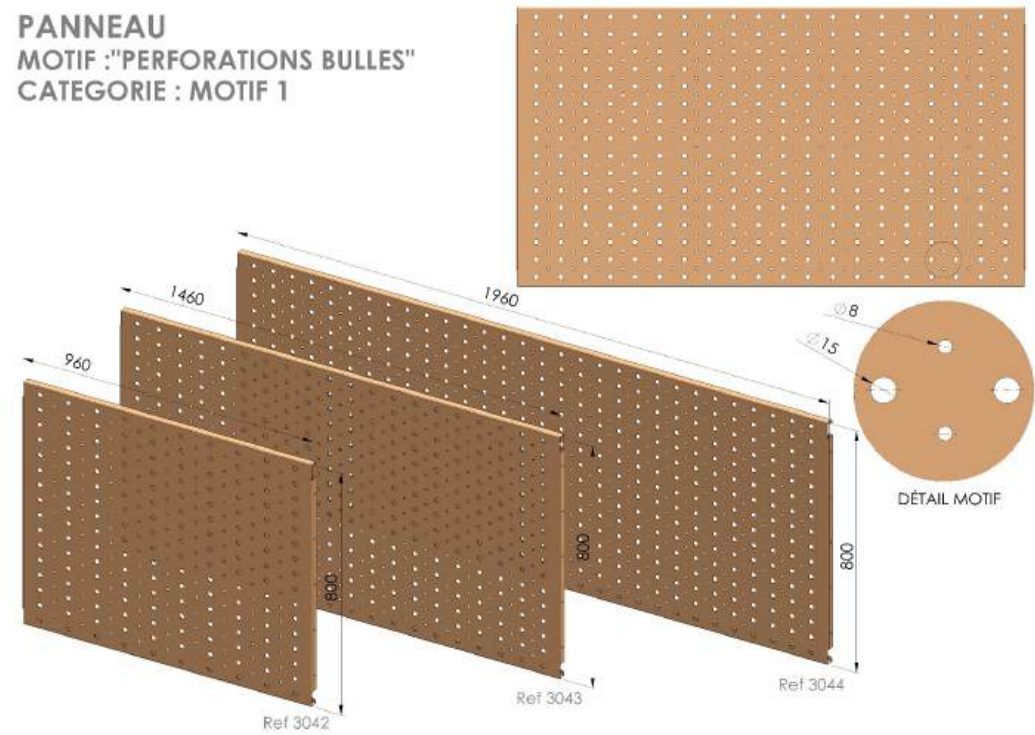 PANNEAU
MOTIF :"PERFORATIONS BULLES"
CATEGORIE : MOTIF 1
1960
1460
960
Ø8
Ø15
DÉTAIL MOTIF
800
800
800
Ref 3044
Ref 3043
Ref 3042